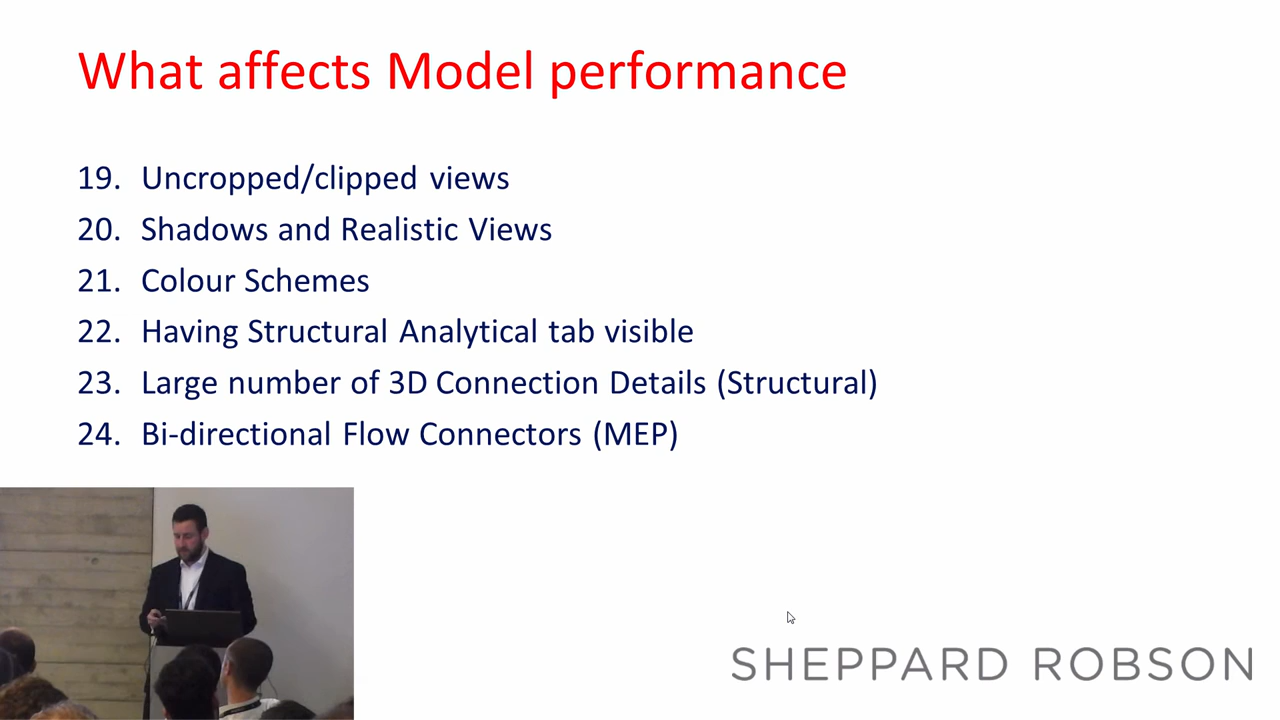 What affects Model performance
19. Uncropped/clipped views
20. Shadows and Realistic Views
21. Colour Schemes
22. Having Structural Analytical tab visible
23. Large number of 3D Connection Details (Structural)
24. Bi-directional Flow Connectors (MEP)
SHEPPARD ROBSON